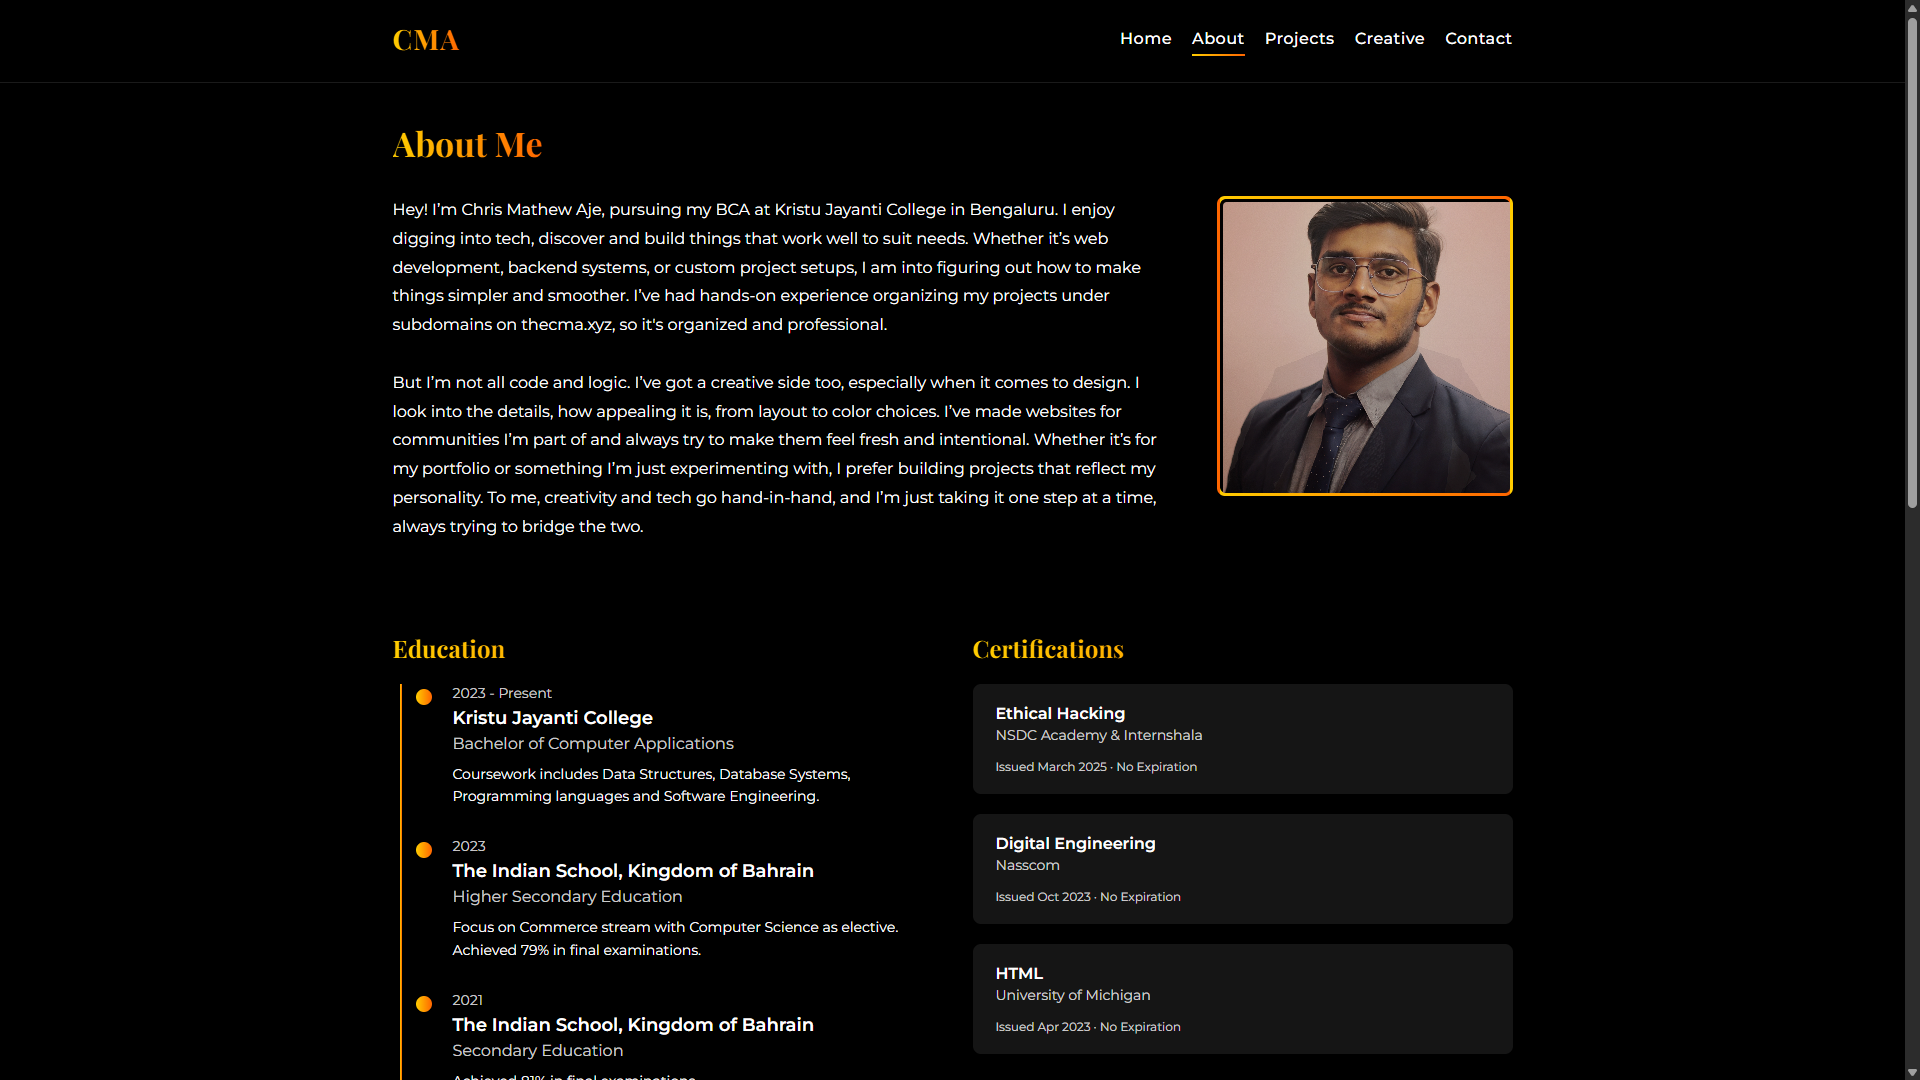 CMA
Home About Projects Creative Contact
About Me
Hey! I’m Chris Mathew Aje, pursuing my BCA at Kristu Jayanti College in Bengaluru. I enjoy
digging into tech, discover and build things that work well to suit needs. Whether it’s web
development, backend systems, or custom project setups, I am into figuring out how to make
things simpler and smoother. I’ve had hands-on experience organizing my projects under
subdomains on thecma.xyz, so it's organized and professional.
But I’m not all code and logic. I’ve got a creative side too, especially when it comes to design. I
look into the details, how appealing it is, from layout to color choices. I’ve made websites for
communities I’m part of and always try to make them feel fresh and intentional. Whether it’s for
my portfolio or something I’m just experimenting with, I prefer building projects that reflect my
personality. To me, creativity and tech go hand-in-hand, and I’m just taking it one step at a time,
always trying to bridge the two.
Education
2023 - Present
Kristu Jayanti College
Bachelor of Computer Applications
Coursework includes Data Structures, Database Systems,
Programming languages and Software Engineering.
2023
The Indian School, Kingdom of Bahrain
Higher Secondary Education
Focus on Commerce stream with Computer Science as elective.
Achieved 79% in final examinations.
2021
The Indian School, Kingdom of Bahrain
Secondary Education
Achieved 81% in final examinations.
Certifications
Ethical Hacking
NSDC Academy & Internshala
Issued March 2025 · No Expiration
Digital Engineering
Nasscom
Issued Oct 2023 · No Expiration
HTML
University of Michigan
Issued Apr 2023 · No Expiration